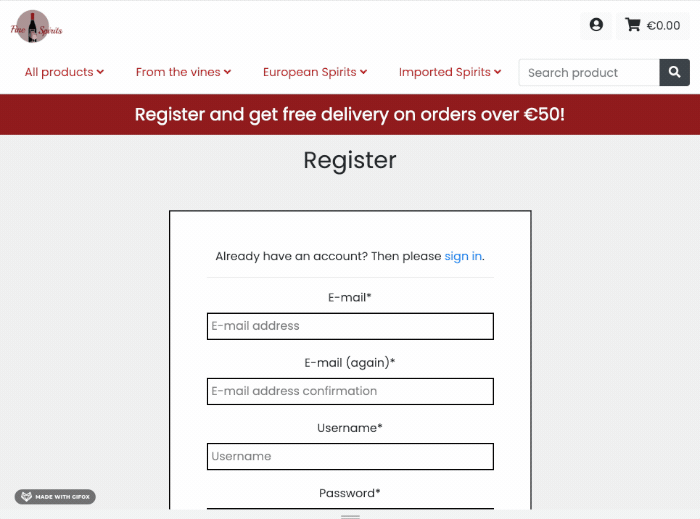 Fine Spirits
€0.00
All products
From the vines
European Spirits
Imported Spirits
Search product
Register and get free delivery on orders over €50!
Register
Already have an account? Then please sign in.
E-mail*
E-mail address
E-mail (again)*
E-mail address confirmation
Username*
Username
Password*
MADE WITH GIFOX